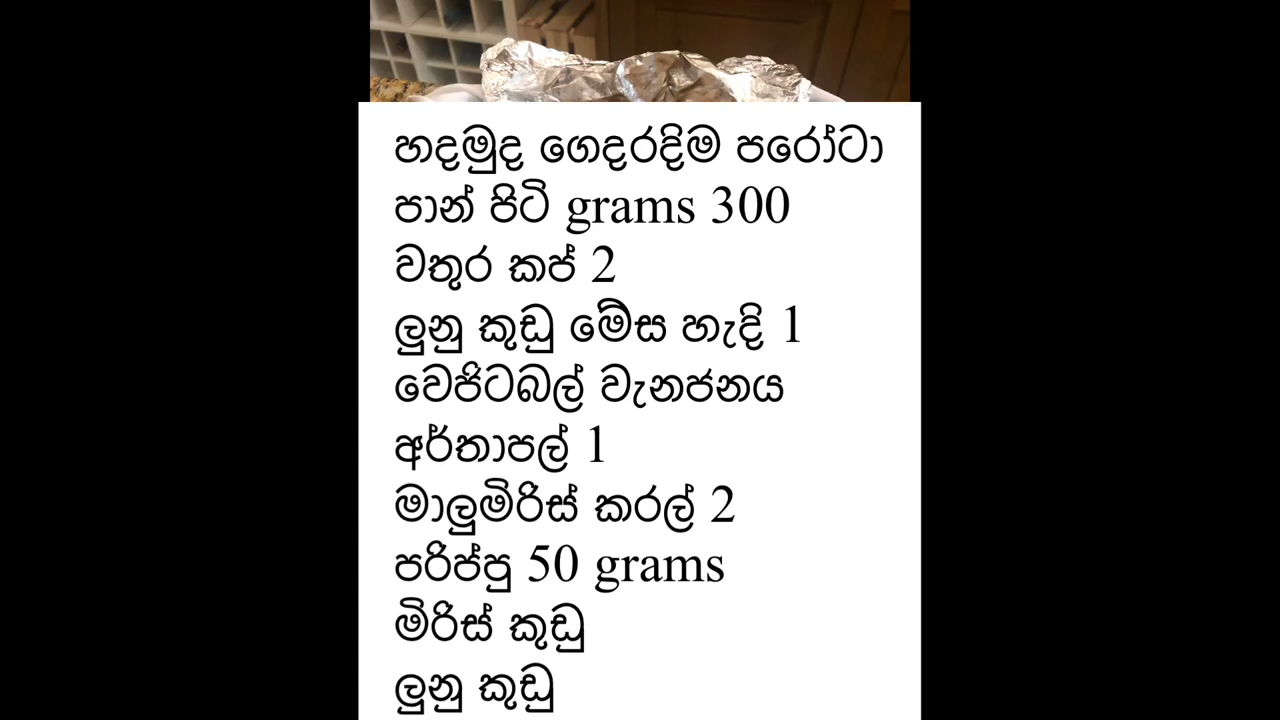 හදමුද ගෙදරදිම පරෝටා
පාන් පිටි grams 300
වතුර කප් 2
ලුනු කුඩු මේස හැදි 1
වෙජිටබල් වැනජනය
අර්තාපල් 1
මාලුමිරිස් කරල් 2
පරිප්පු 50 grams
මිරිස් කුඩු
ලුනු කුඩු